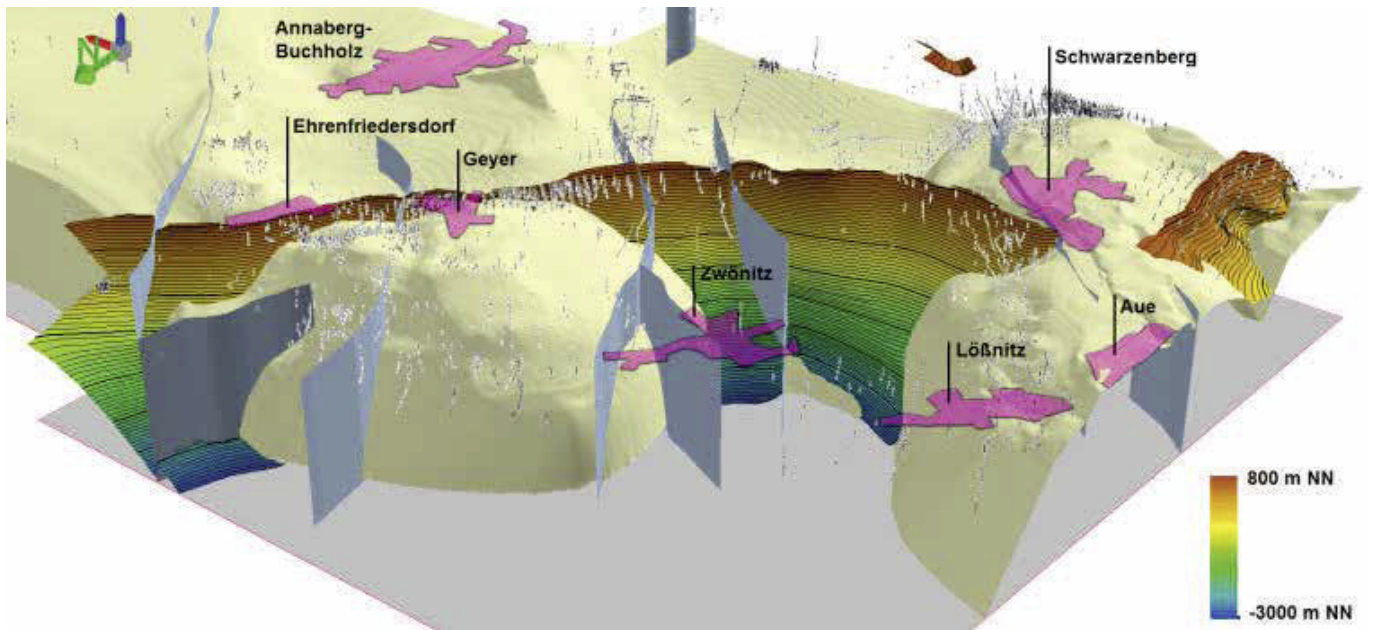 Annaberg-
Buchholz
Schwarzenberg
Ehrenfriedersdorf
Geyer
Zwönitz
Aue
Lößnitz
800 m NN
-3000 m NN